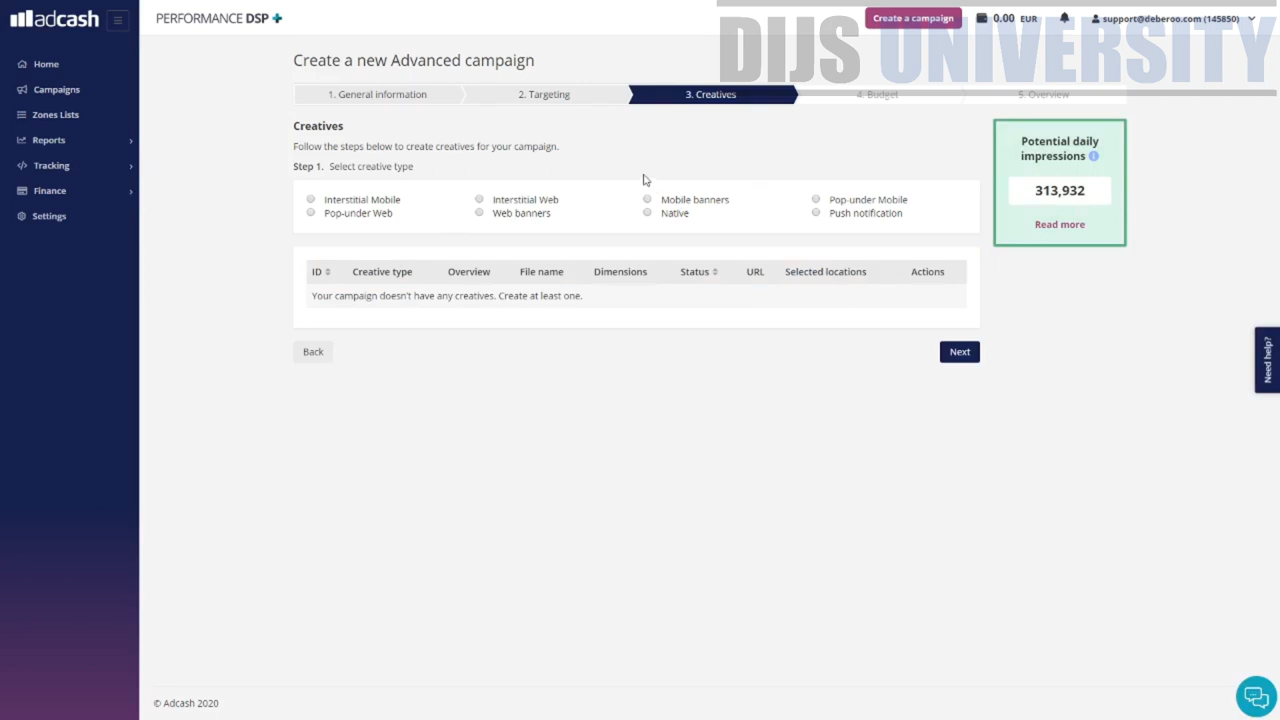 adcash
PERFORMANCE DSP +
Create a campaign
0.00 EUR
support@deberoo.com (145850)
DIJS UNIVERSITY
Home
Campaigns
Zones Lists
Reports
Tracking
Finance
Settings
Create a new Advanced campaign
1. General information
2. Targeting
3. Creatives
4. Budget
5. Overview
Creatives
Follow the steps below to create creatives for your campaign.
Step 1. Select creative type
Interstitial Mobile
Interstitial Web
Mobile banners
Pop-under Mobile
Pop-under Web
Web banners
Native
Push notification
Potential daily
impressions
313,932
Read more
ID Creative type Overview File name Dimensions Status URL Selected locations Actions
Your campaign doesn't have any creatives. Create at least one.
Back
Next
Need help?
© Adcash 2020